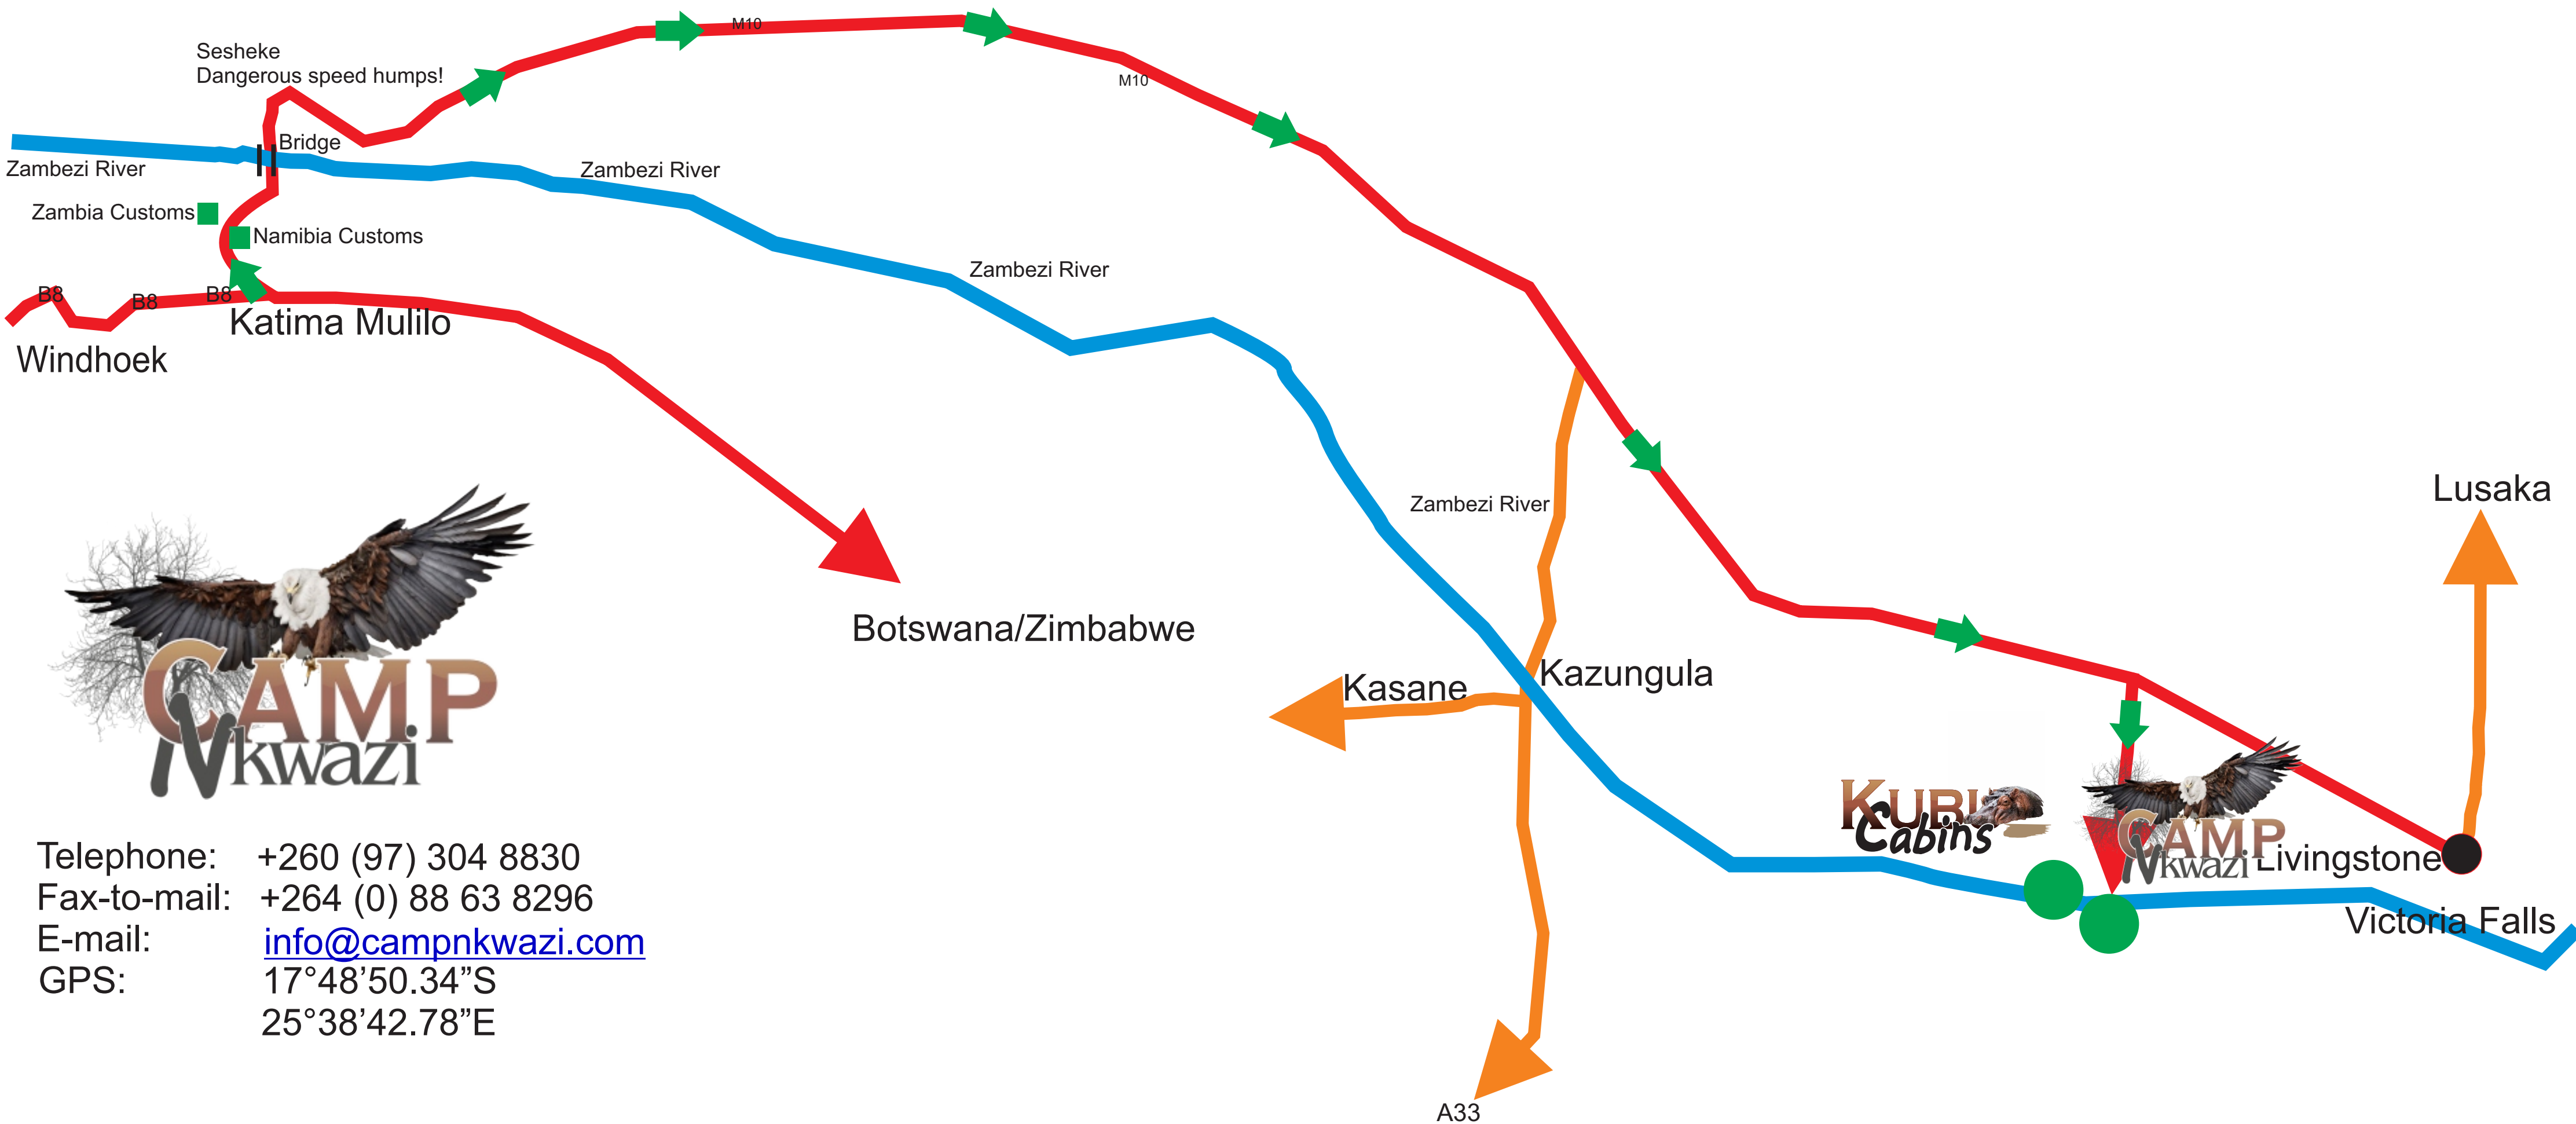 M10
Sesheke
Dangerous speed humps!
M10
Bridge
Zambezi River
Zambezi River
Zambia Customs
Namibia Customs
Zambezi River
B8
B8
B8
Katima Mulilo
Windhoek
Lusaka
Zambezi River
Botswana/Zimbabwe
Kazungula
Kasane
CAMP
Nkwazi
KUBU
Cabins
CAMP
Nkwazi
Livingstone
Victoria Falls
Telephone: +260 (97) 304 8830
Fax-to-mail: +264 (0) 88 63 8296
E-mail: info@campnkwazi.com
GPS: 17°48’50.34”S
25°38’42.78”E
A33